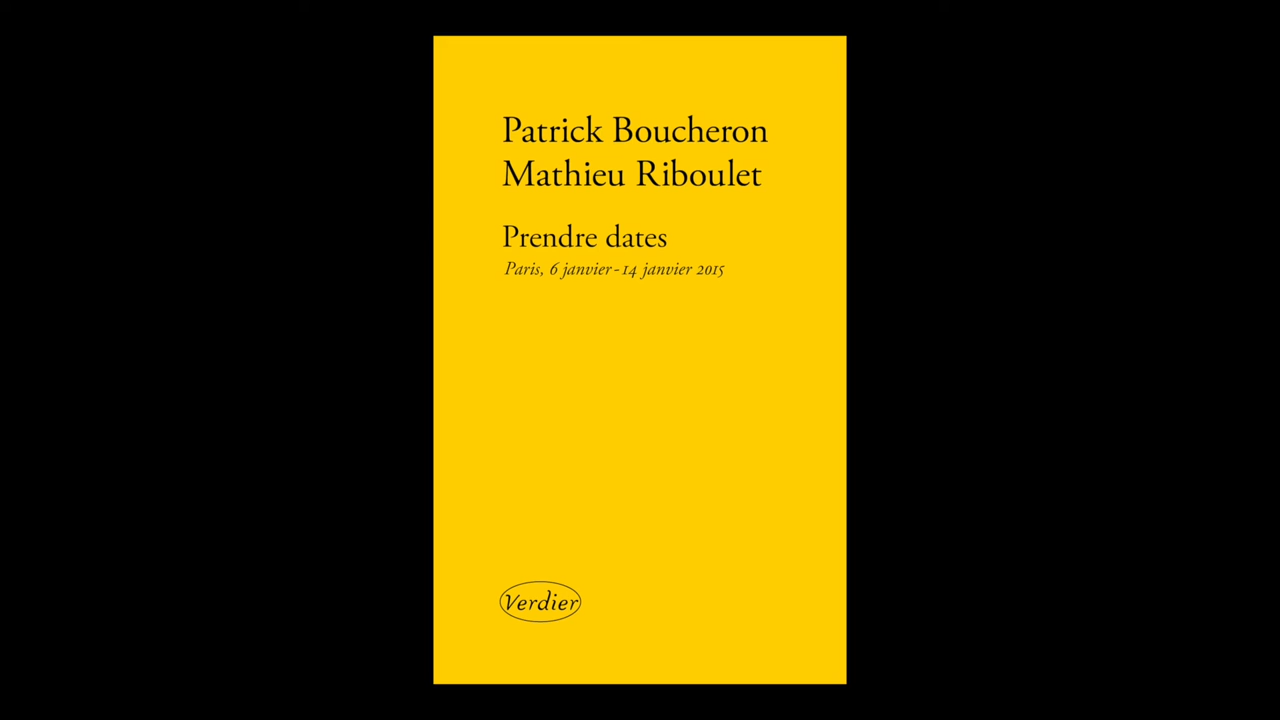 Patrick Boucheron
Mathieu Riboulet
Prendre dates
Paris, 6 janvier-14 janvier 2015
Verdier